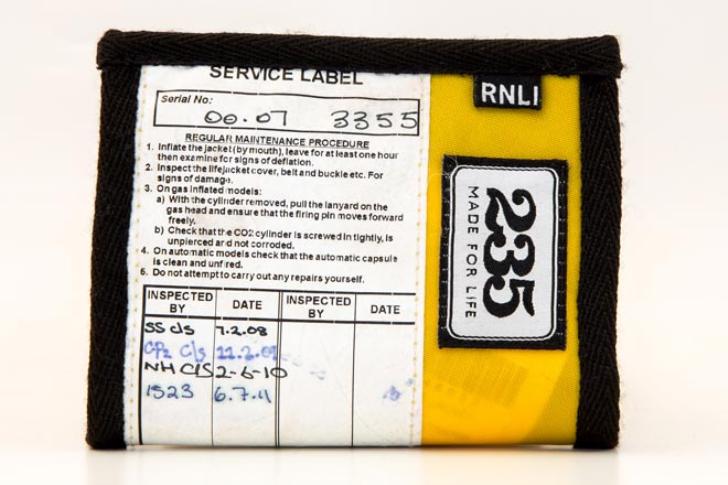 SERVICE LABEL
Serial No:
00.07 3355
REGULAR MAINTENANCE PROCEDURE
1. Inflate the jacket (by mouth), leave for at least one hour
then examine for signs of deflation.
2. Inspect the lifejacket cover, belt and buckle etc. For
signs of damage.
3. On gas inflated models:
a) With the cylinder removed, pull the lanyard on the
gas head and ensure that the firing pin moves forward
freely.
b) Check that the CO2 cylinder is screwed in tightly, is
unpierced and not corroded.
4. On automatic models check that the automatic capsule
is clean and unfired.
5. Do not attempt to carry out any repairs yourself.
INSPECTED BY DATE INSPECTED BY DATE
SS c/s 7.2.08
c/s 11.2.09
NH C/S 2-6-10
1523 6.7.11
RNLI
235
MADE FOR LIFE